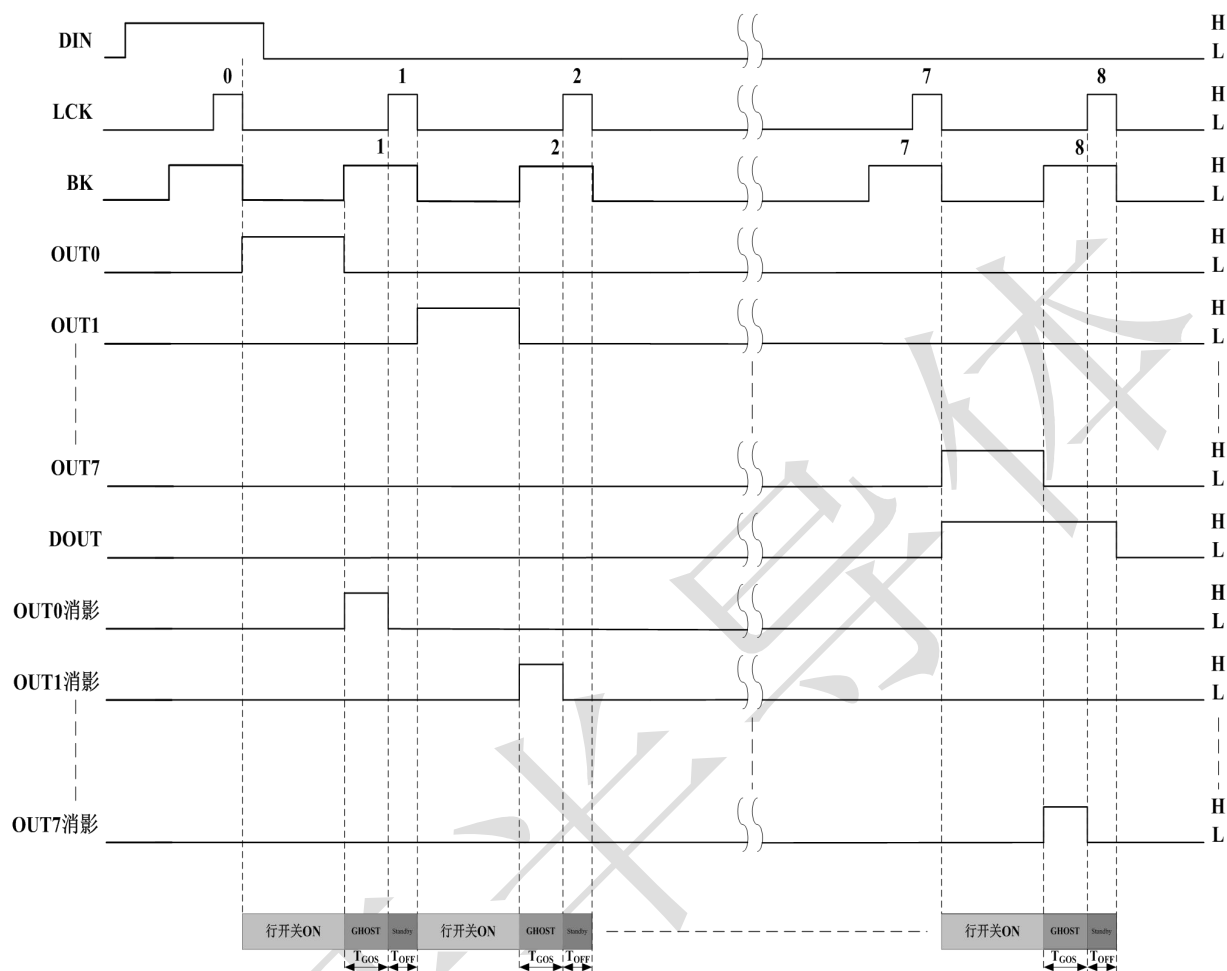 DIN H
L
0 1 2 7 8
LCK H
L
1 2 7 8
BK H
L
OUT0 H
L
OUT1 H
L
OUT7 H
L
DOUT H
L
OUT0消影 H
L
OUT1消影 H
L
OUT7消影 H
L
行开关ON GHOST Standby 行开关ON GHOST Standby 行开关ON GHOST Standby
TGOS TOFF TGOS TOFF TGOS TOFF
半导体